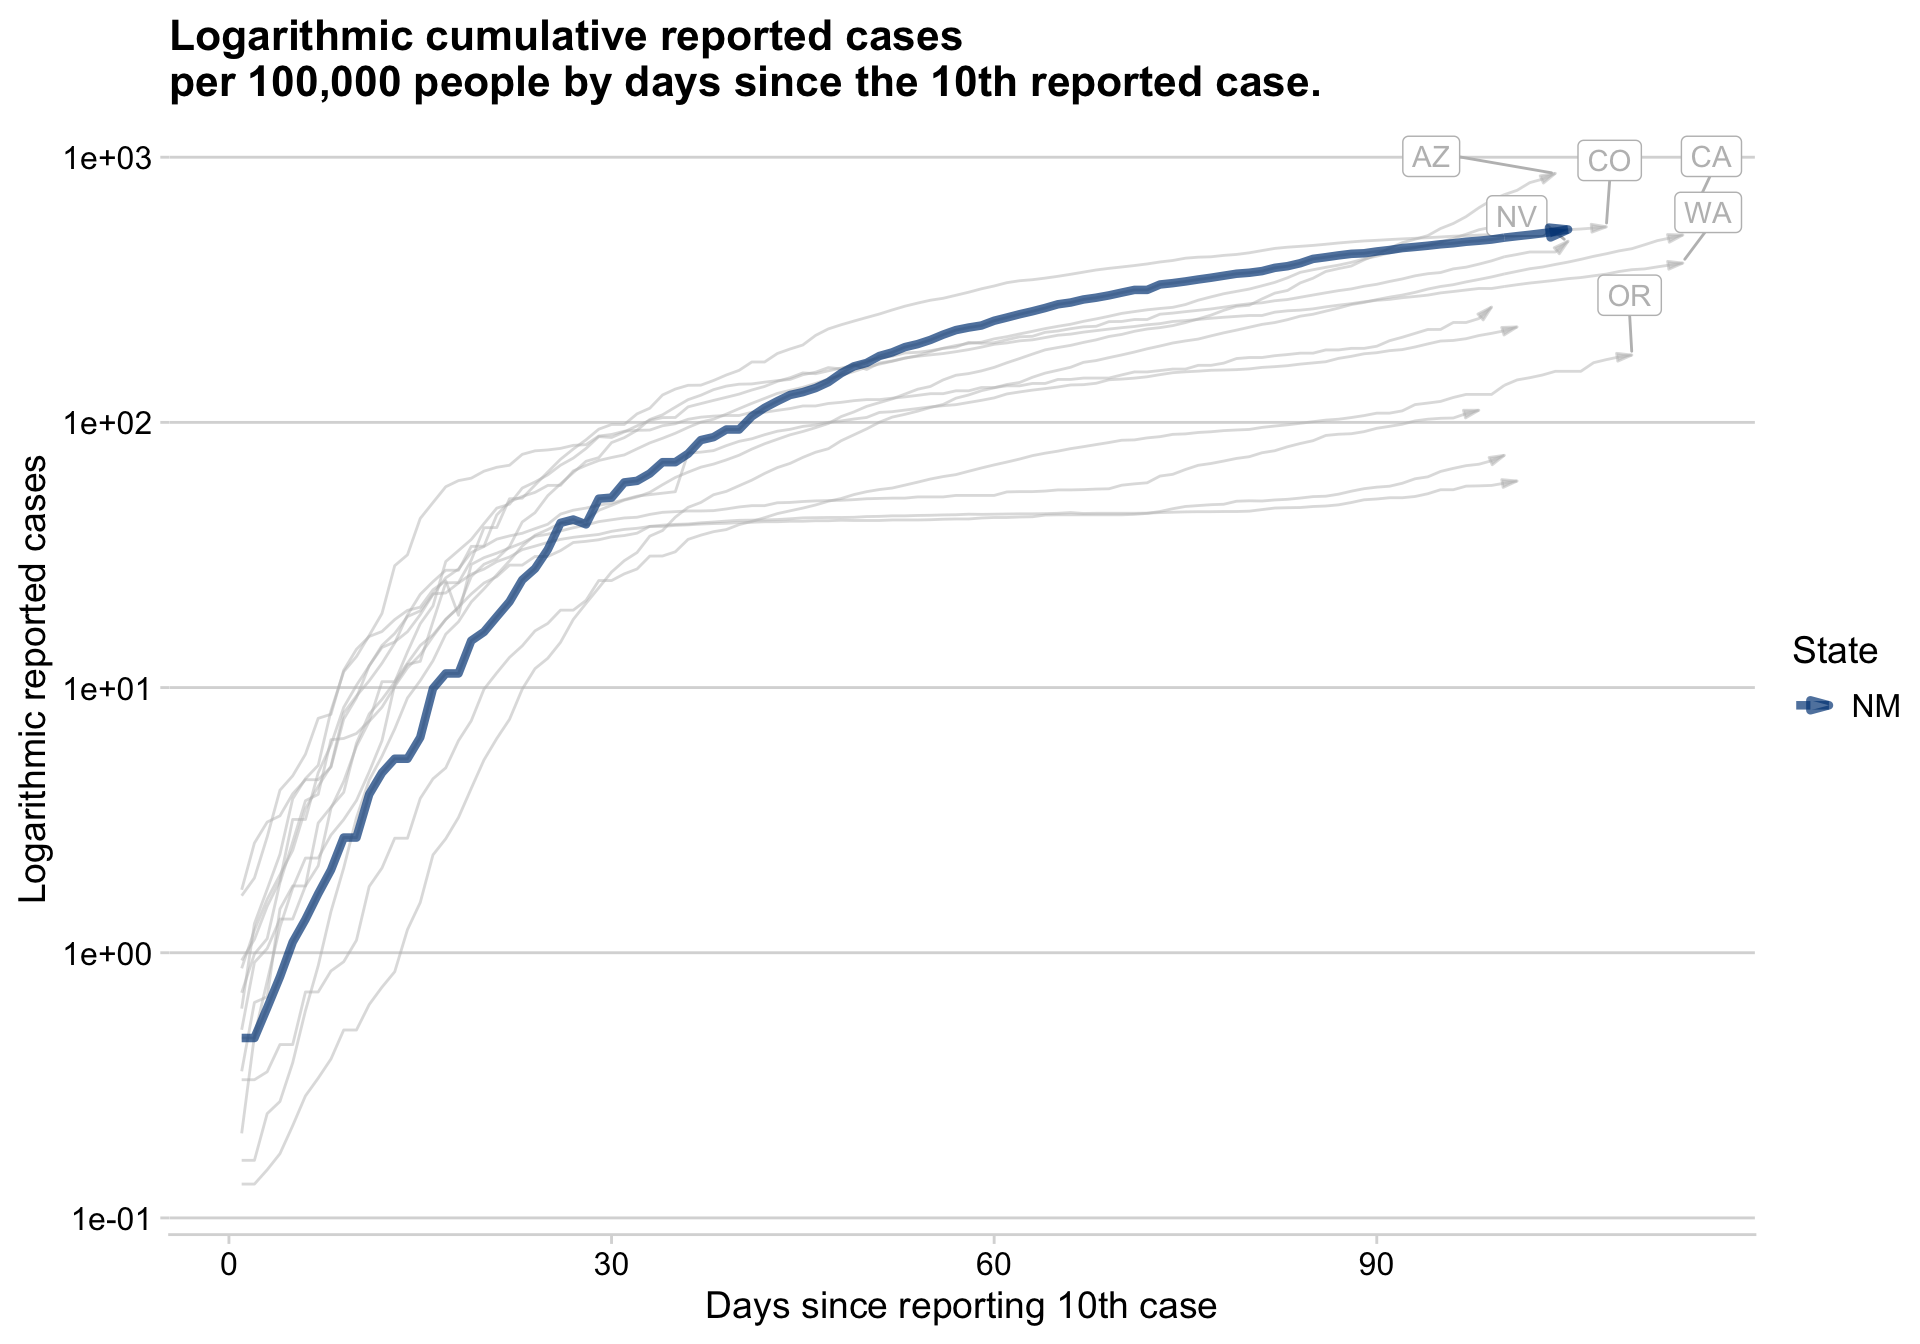 Logarithmic cumulative reported cases
per 100,000 people by days since the 10th reported case.
1e+03
1e+02
1e+01
1e+00
1e-01
Logarithmic reported cases
AZ
CO
CA
NV
WA
OR
State
NM
0
30
60
90
Days since reporting 10th case